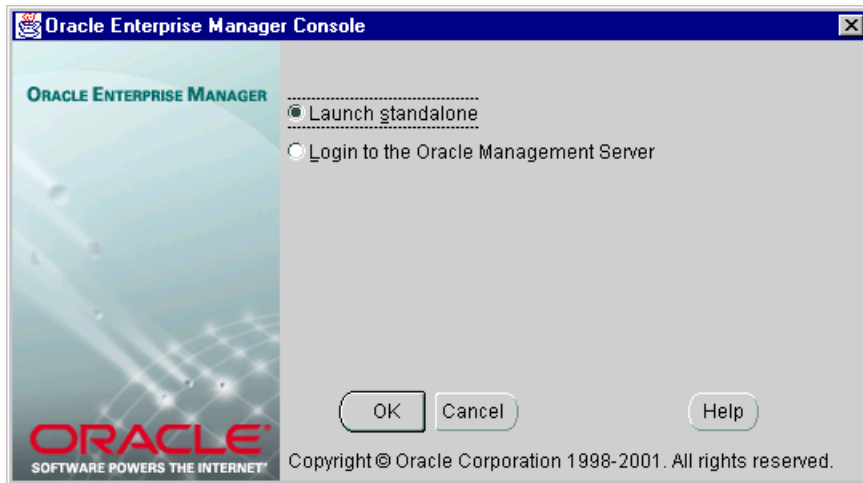 Oracle Enterprise Manager Console
ORACLE ENTERPRISE MANAGER
Launch standalone
Login to the Oracle Management Server
OK Cancel Help
ORACLE®
SOFTWARE POWERS THE INTERNET™
Copyright © Oracle Corporation 1998-2001. All rights reserved.